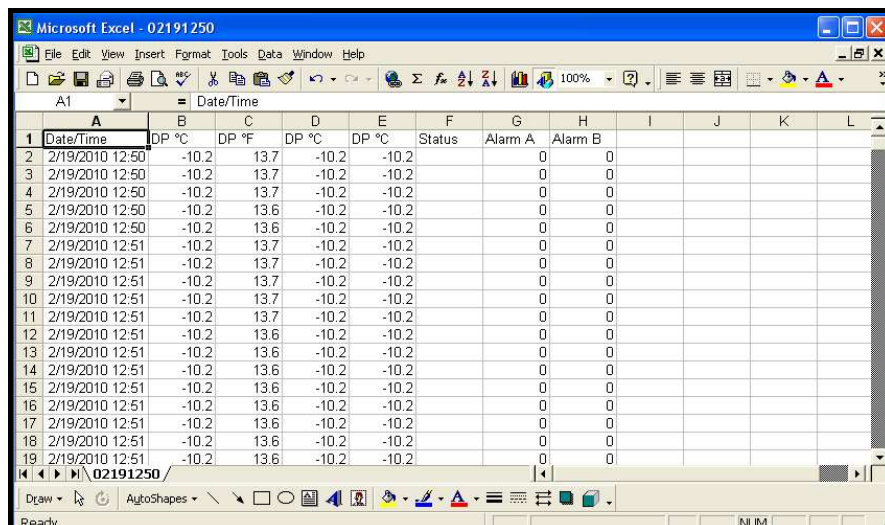 Microsoft Excel - 02191250
File Edit View Insert Format Tools Data Window Help
100%
A1 = Date/Time
A B C D E F G H I J K L
1 Date/Time DP °C DP °F DP °C DP °C Status Alarm A Alarm B
2 2/19/2010 12:50 -10.2 13.7 -10.2 -10.2 0 0
3 2/19/2010 12:50 -10.2 13.7 -10.2 -10.2 0 0
4 2/19/2010 12:50 -10.2 13.7 -10.2 -10.2 0 0
5 2/19/2010 12:50 -10.2 13.6 -10.2 -10.2 0 0
6 2/19/2010 12:50 -10.2 13.6 -10.2 -10.2 0 0
7 2/19/2010 12:51 -10.2 13.7 -10.2 -10.2 0 0
8 2/19/2010 12:51 -10.2 13.7 -10.2 -10.2 0 0
9 2/19/2010 12:51 -10.2 13.7 -10.2 -10.2 0 0
10 2/19/2010 12:51 -10.2 13.7 -10.2 -10.2 0 0
11 2/19/2010 12:51 -10.2 13.7 -10.2 -10.2 0 0
12 2/19/2010 12:51 -10.2 13.6 -10.2 -10.2 0 0
13 2/19/2010 12:51 -10.2 13.6 -10.2 -10.2 0 0
14 2/19/2010 12:51 -10.2 13.6 -10.2 -10.2 0 0
15 2/19/2010 12:51 -10.2 13.6 -10.2 -10.2 0 0
16 2/19/2010 12:51 -10.2 13.6 -10.2 -10.2 0 0
17 2/19/2010 12:51 -10.2 13.6 -10.2 -10.2 0 0
18 2/19/2010 12:51 -10.2 13.6 -10.2 -10.2 0 0
19 2/19/2010 12:51 -10.2 13.6 -10.2 -10.2 0 0
02191250
Draw AutoShapes
Ready NUM